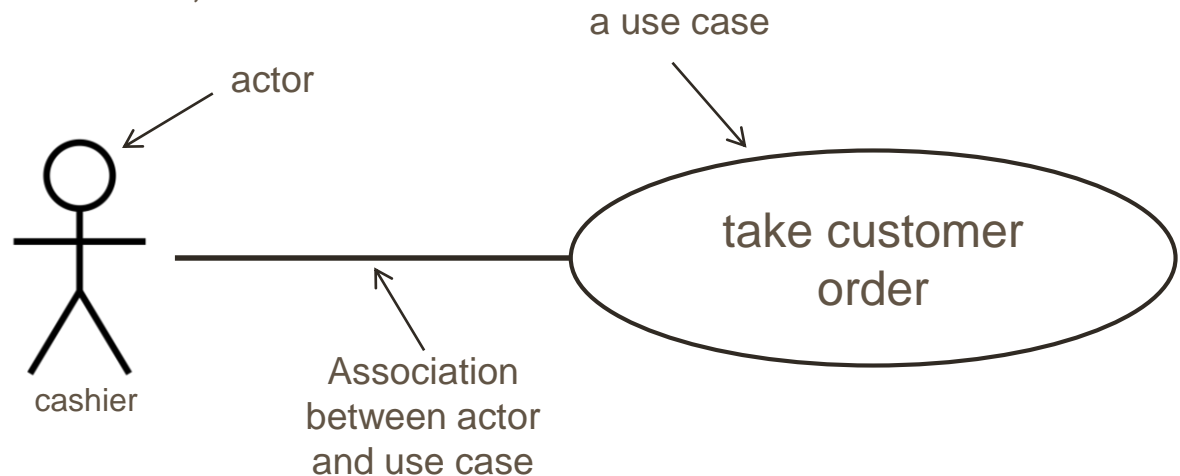 a use case
actor
take customer
order
cashier
Association
between actor
and use case